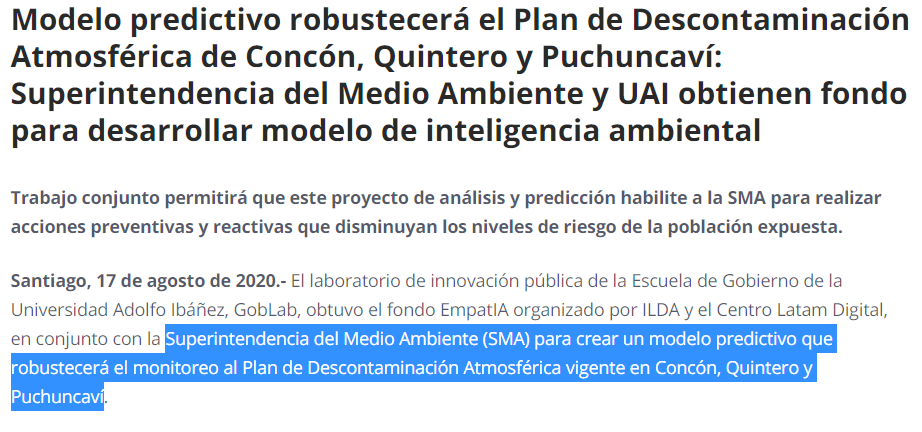 Modelo predictivo robustecerá el Plan de Descontaminación
Atmosférica de Concón, Quintero y Puchuncaví:
Superintendencia del Medio Ambiente y UAI obtienen fondo
para desarrollar modelo de inteligencia ambiental
Trabajo conjunto permitirá que este proyecto de análisis y predicción habilite a la SMA para realizar
acciones preventivas y reactivas que disminuyan los niveles de riesgo de la población expuesta.
Santiago, 17 de agosto de 2020.- El laboratorio de innovación pública de la Escuela de Gobierno de la
Universidad Adolfo Ibáñez, GobLab, obtuvo el fondo EmpatIA organizado por ILDA y el Centro Latam Digital,
en conjunto con la Superintendencia del Medio Ambiente (SMA) para crear un modelo predictivo que
robustecerá el monitoreo al Plan de Descontaminación Atmosférica vigente en Concón, Quintero y
Puchuncaví.